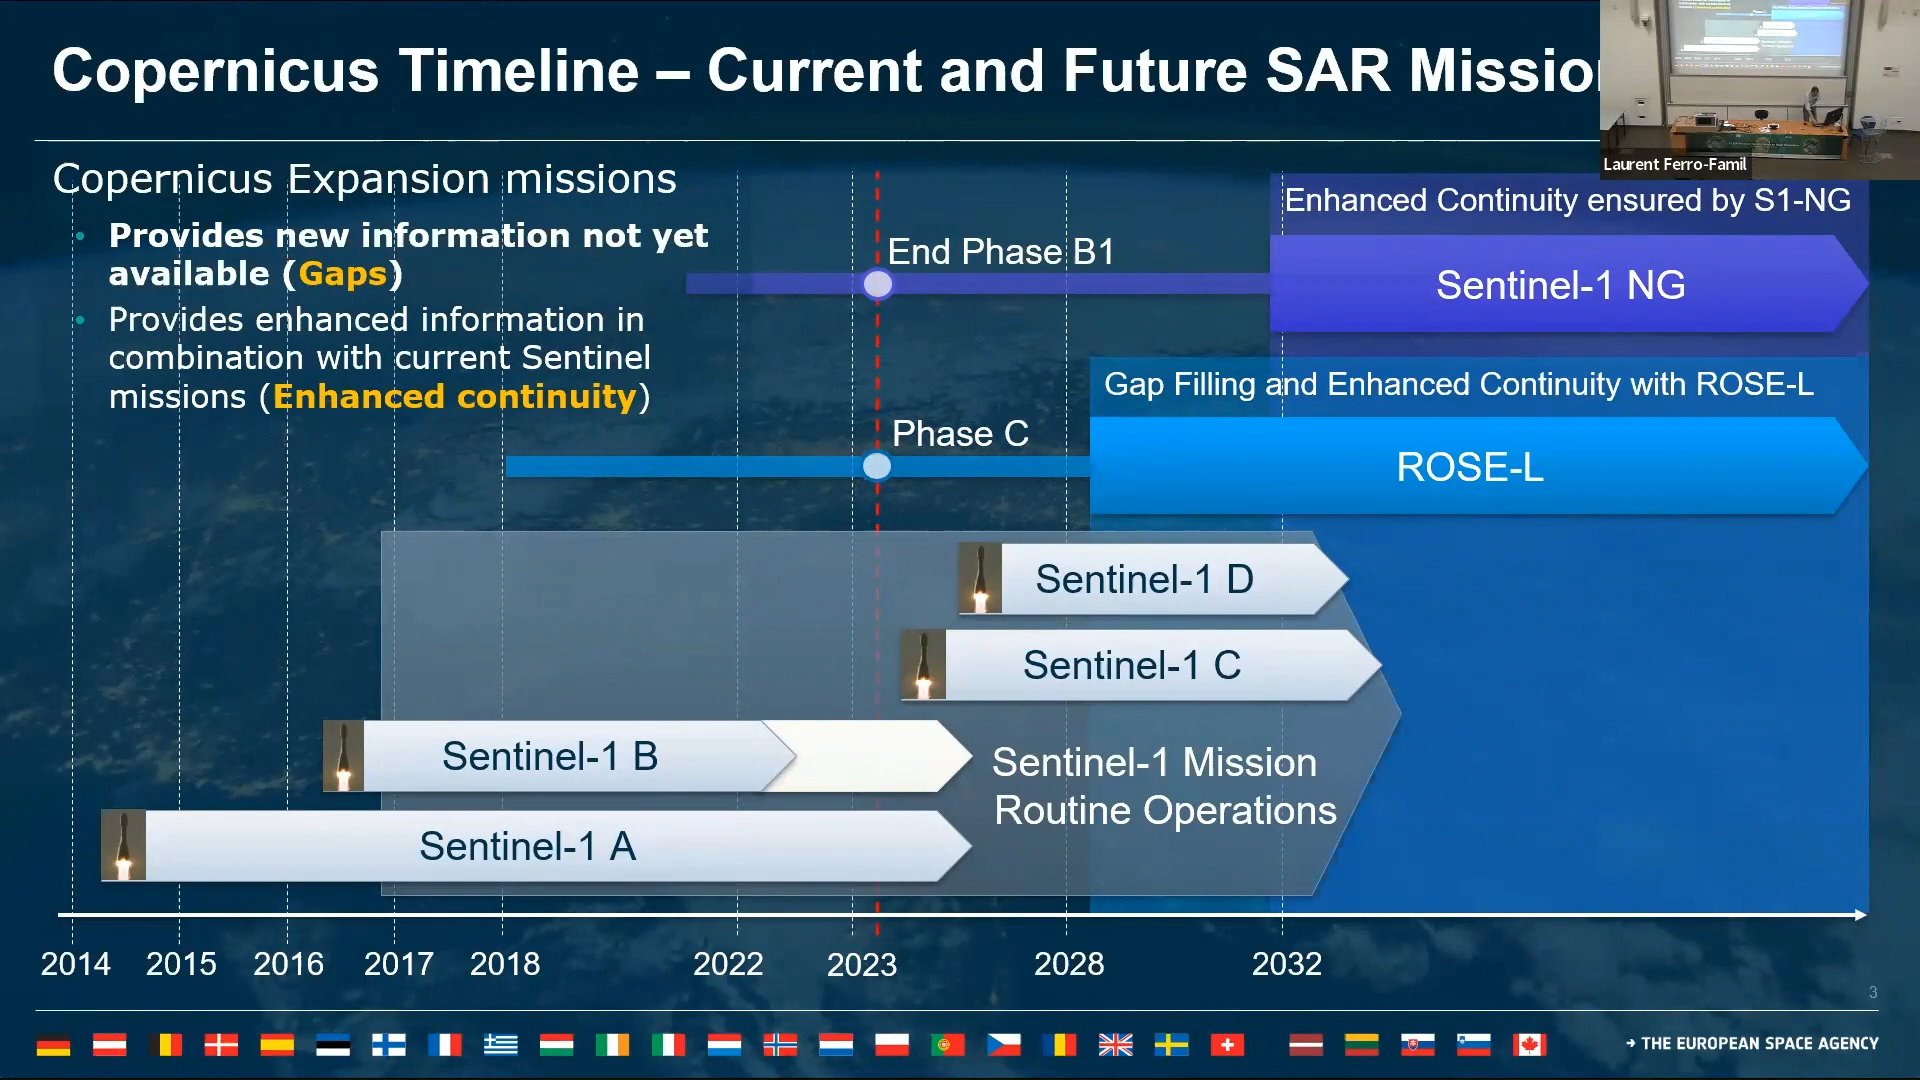 Copernicus Timeline – Current and Future SAR Missio
Laurent Ferro-Famil
Copernicus Expansion missions
• Provides new information not yet
available (Gaps)
• Provides enhanced information in
combination with current Sentinel
missions (Enhanced continuity)
Enhanced Continuity ensured by S1-NG
End Phase B1
Sentinel-1 NG
Gap Filling and Enhanced Continuity with ROSE-L
Phase C
ROSE-L
Sentinel-1 D
Sentinel-1 C
Sentinel-1 B
Sentinel-1 Mission
Routine Operations
Sentinel-1 A
2014 2015 2016 2017 2018 2022 2023 2028 2032
3
→ THE EUROPEAN SPACE AGENCY